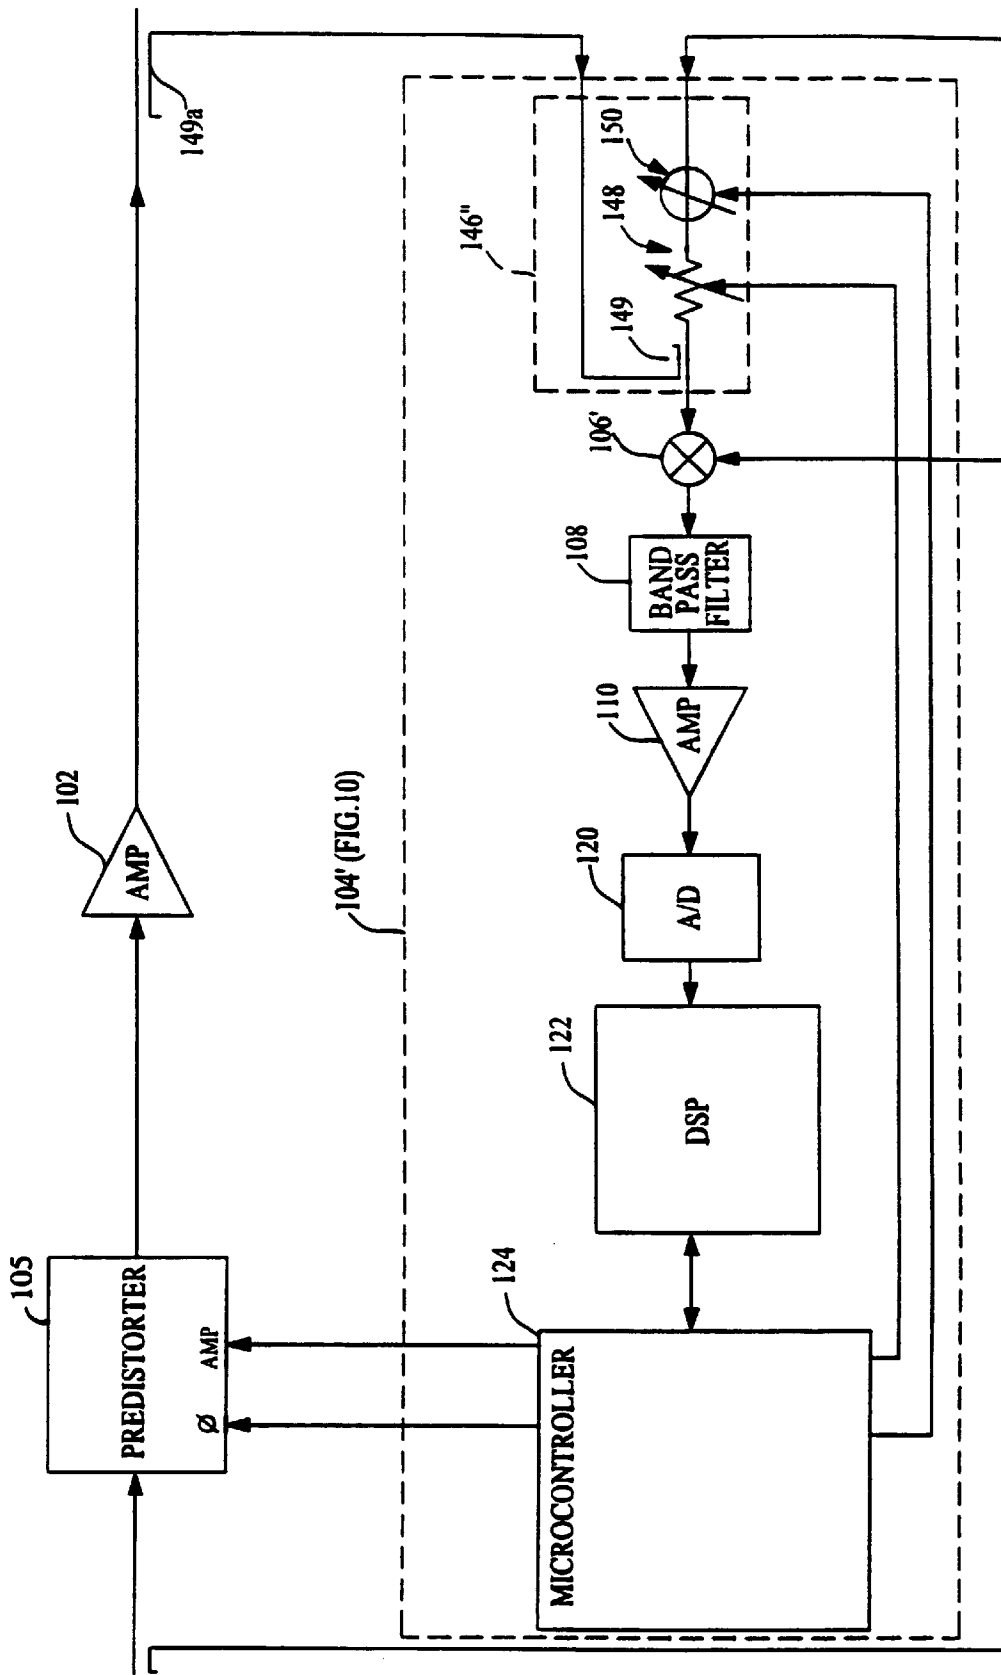 105
PREDISTORTER
Ø
AMP
102
AMP
149a
104' (FIG.10)
124
MICROCONTROLLER
122
DSP
120
A/D
110
AMP
108
BAND
PASS
FILTER
106'
146"
149
148
150